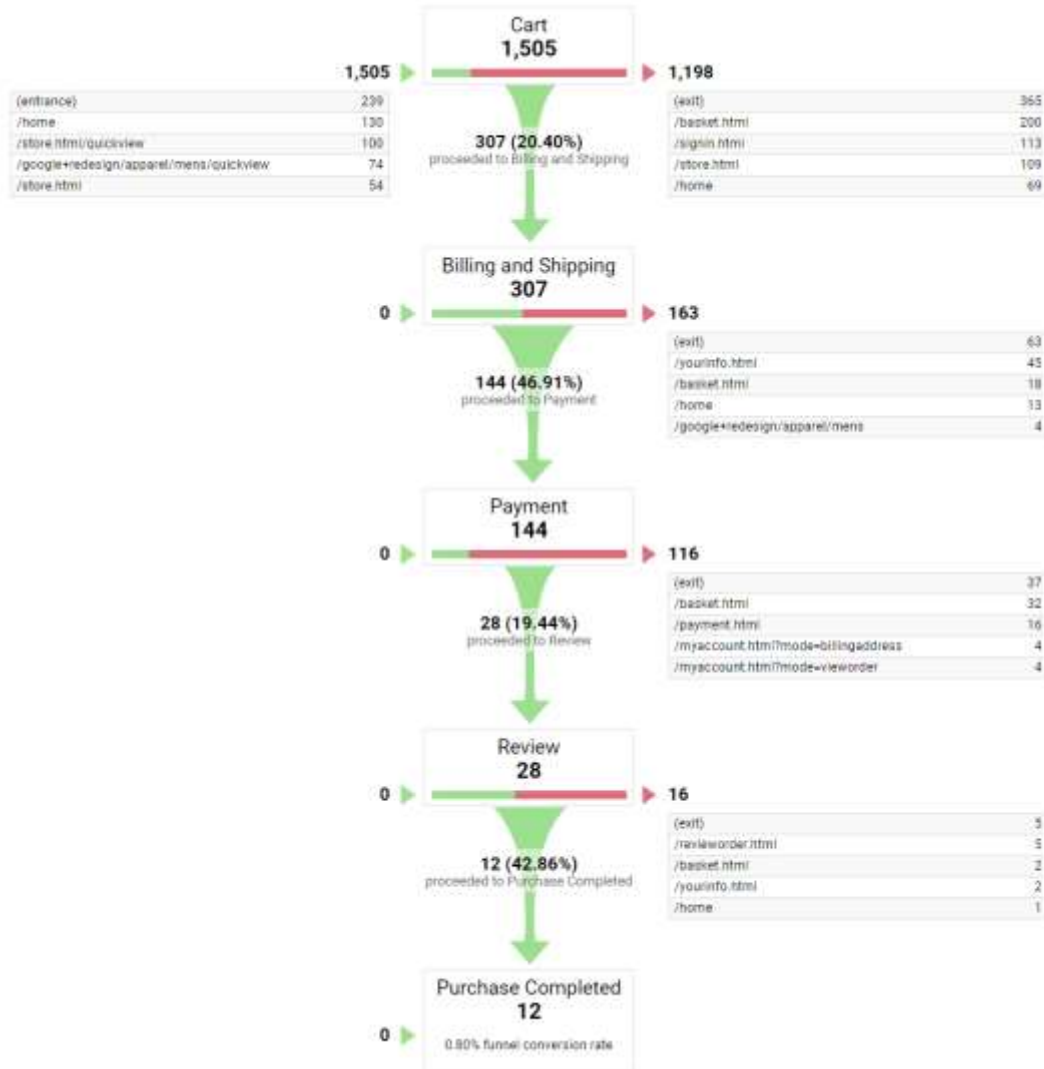 Cart
1,505
1,505
1,198
(entrance) 239
/home 130
/store.html/quickview 100
/google+redesign/apparel/mens/quickview 74
/store.html 54
307 (20.40%)
proceeded to Billing and Shipping
(exit) 365
/basket.html 200
/signin.html 113
/store.html 109
/home 69
Billing and Shipping
307
0
163
144 (46.91%)
proceeded to Payment
(exit) 63
/yourinfo.html 45
/basket.html 18
/home 13
/google+redesign/apparel/mens 4
Payment
144
0
116
28 (19.44%)
proceeded to Review
(exit) 37
/basket.html 32
/payment.html 16
/myaccount.html?mode=billingaddress 4
/myaccount.html?mode=vieworder 4
Review
28
0
16
12 (42.86%)
proceeded to Purchase Completed
(exit) 5
/revieworder.html 5
/basket.html 2
/yourinfo.html 2
/home 1
Purchase Completed
12
0
0.80% funnel conversion rate